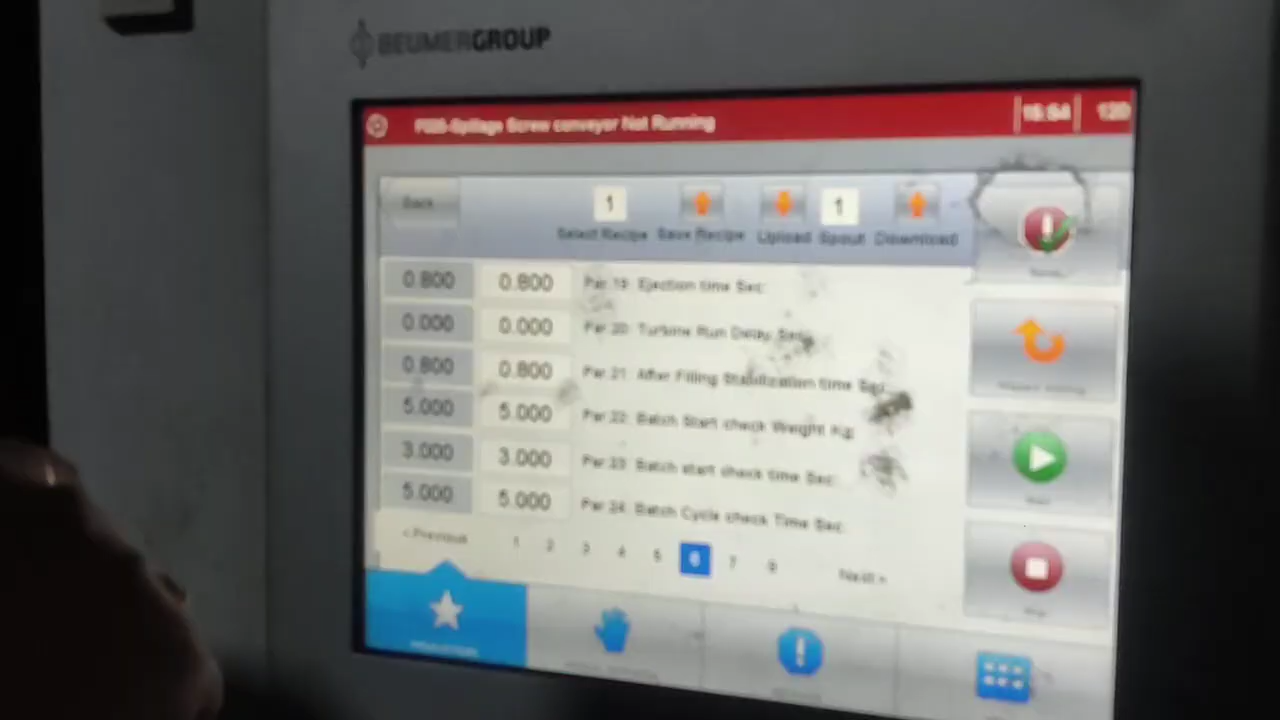 BEUMERGROUP
Spillage Screw conveyor Not Running
16:54
120
Back
1
1
Select Recipe
Save Recipe
Upload
Spout
Download
0.800 0.800 Par 19: Ejection time Sec
0.000 0.000 Par 20: Turbine Run Delay Sec
0.800 0.800 Par 21: After Filling Stabilization time Sec
5.000 5.000 Par 22: Batch Start check Weight Kg
3.000 3.000 Par 23: Batch start check time Sec
5.000 5.000 Par 24: Batch Cycle check Time Sec
< Previous 1 2 3 4 5 6 7 8 Next >